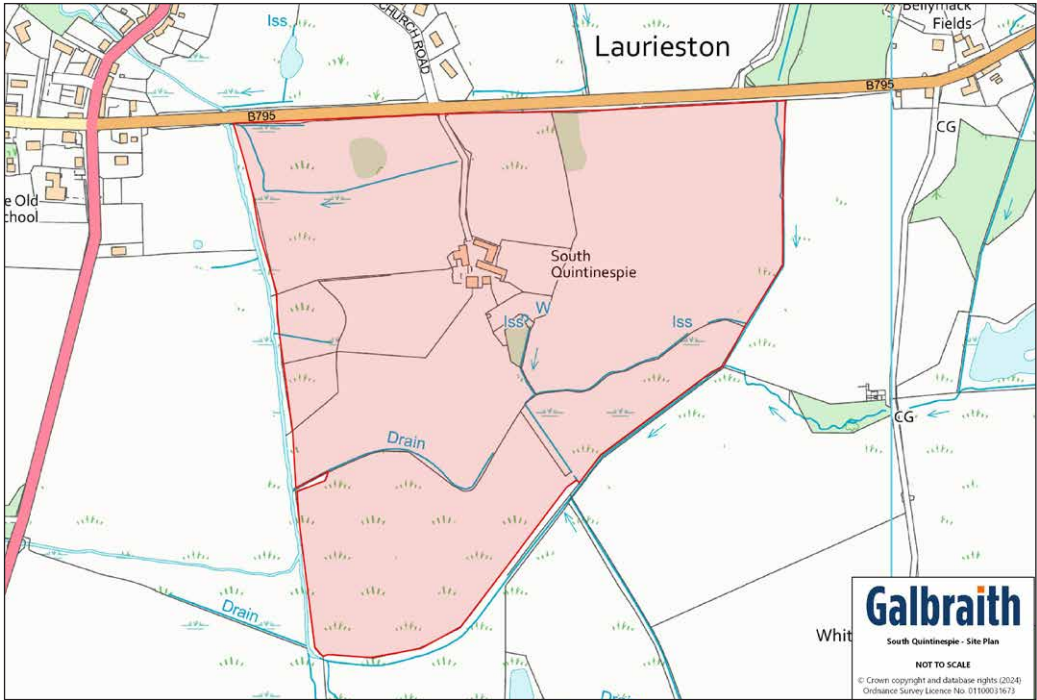 Iss
CHURCH ROAD
Laurieston
Bellymack
Fields
B795
B795
CG
e Old
chool
South
Quintinespie
W
Iss
Iss
CG
Drain
Drain
Whit
Galbraith
South Quintinespie - Site Plan
NOT TO SCALE
© Crown copyright and database rights (2024)
Ordnance Survey Licence No. 01100031673
Drain